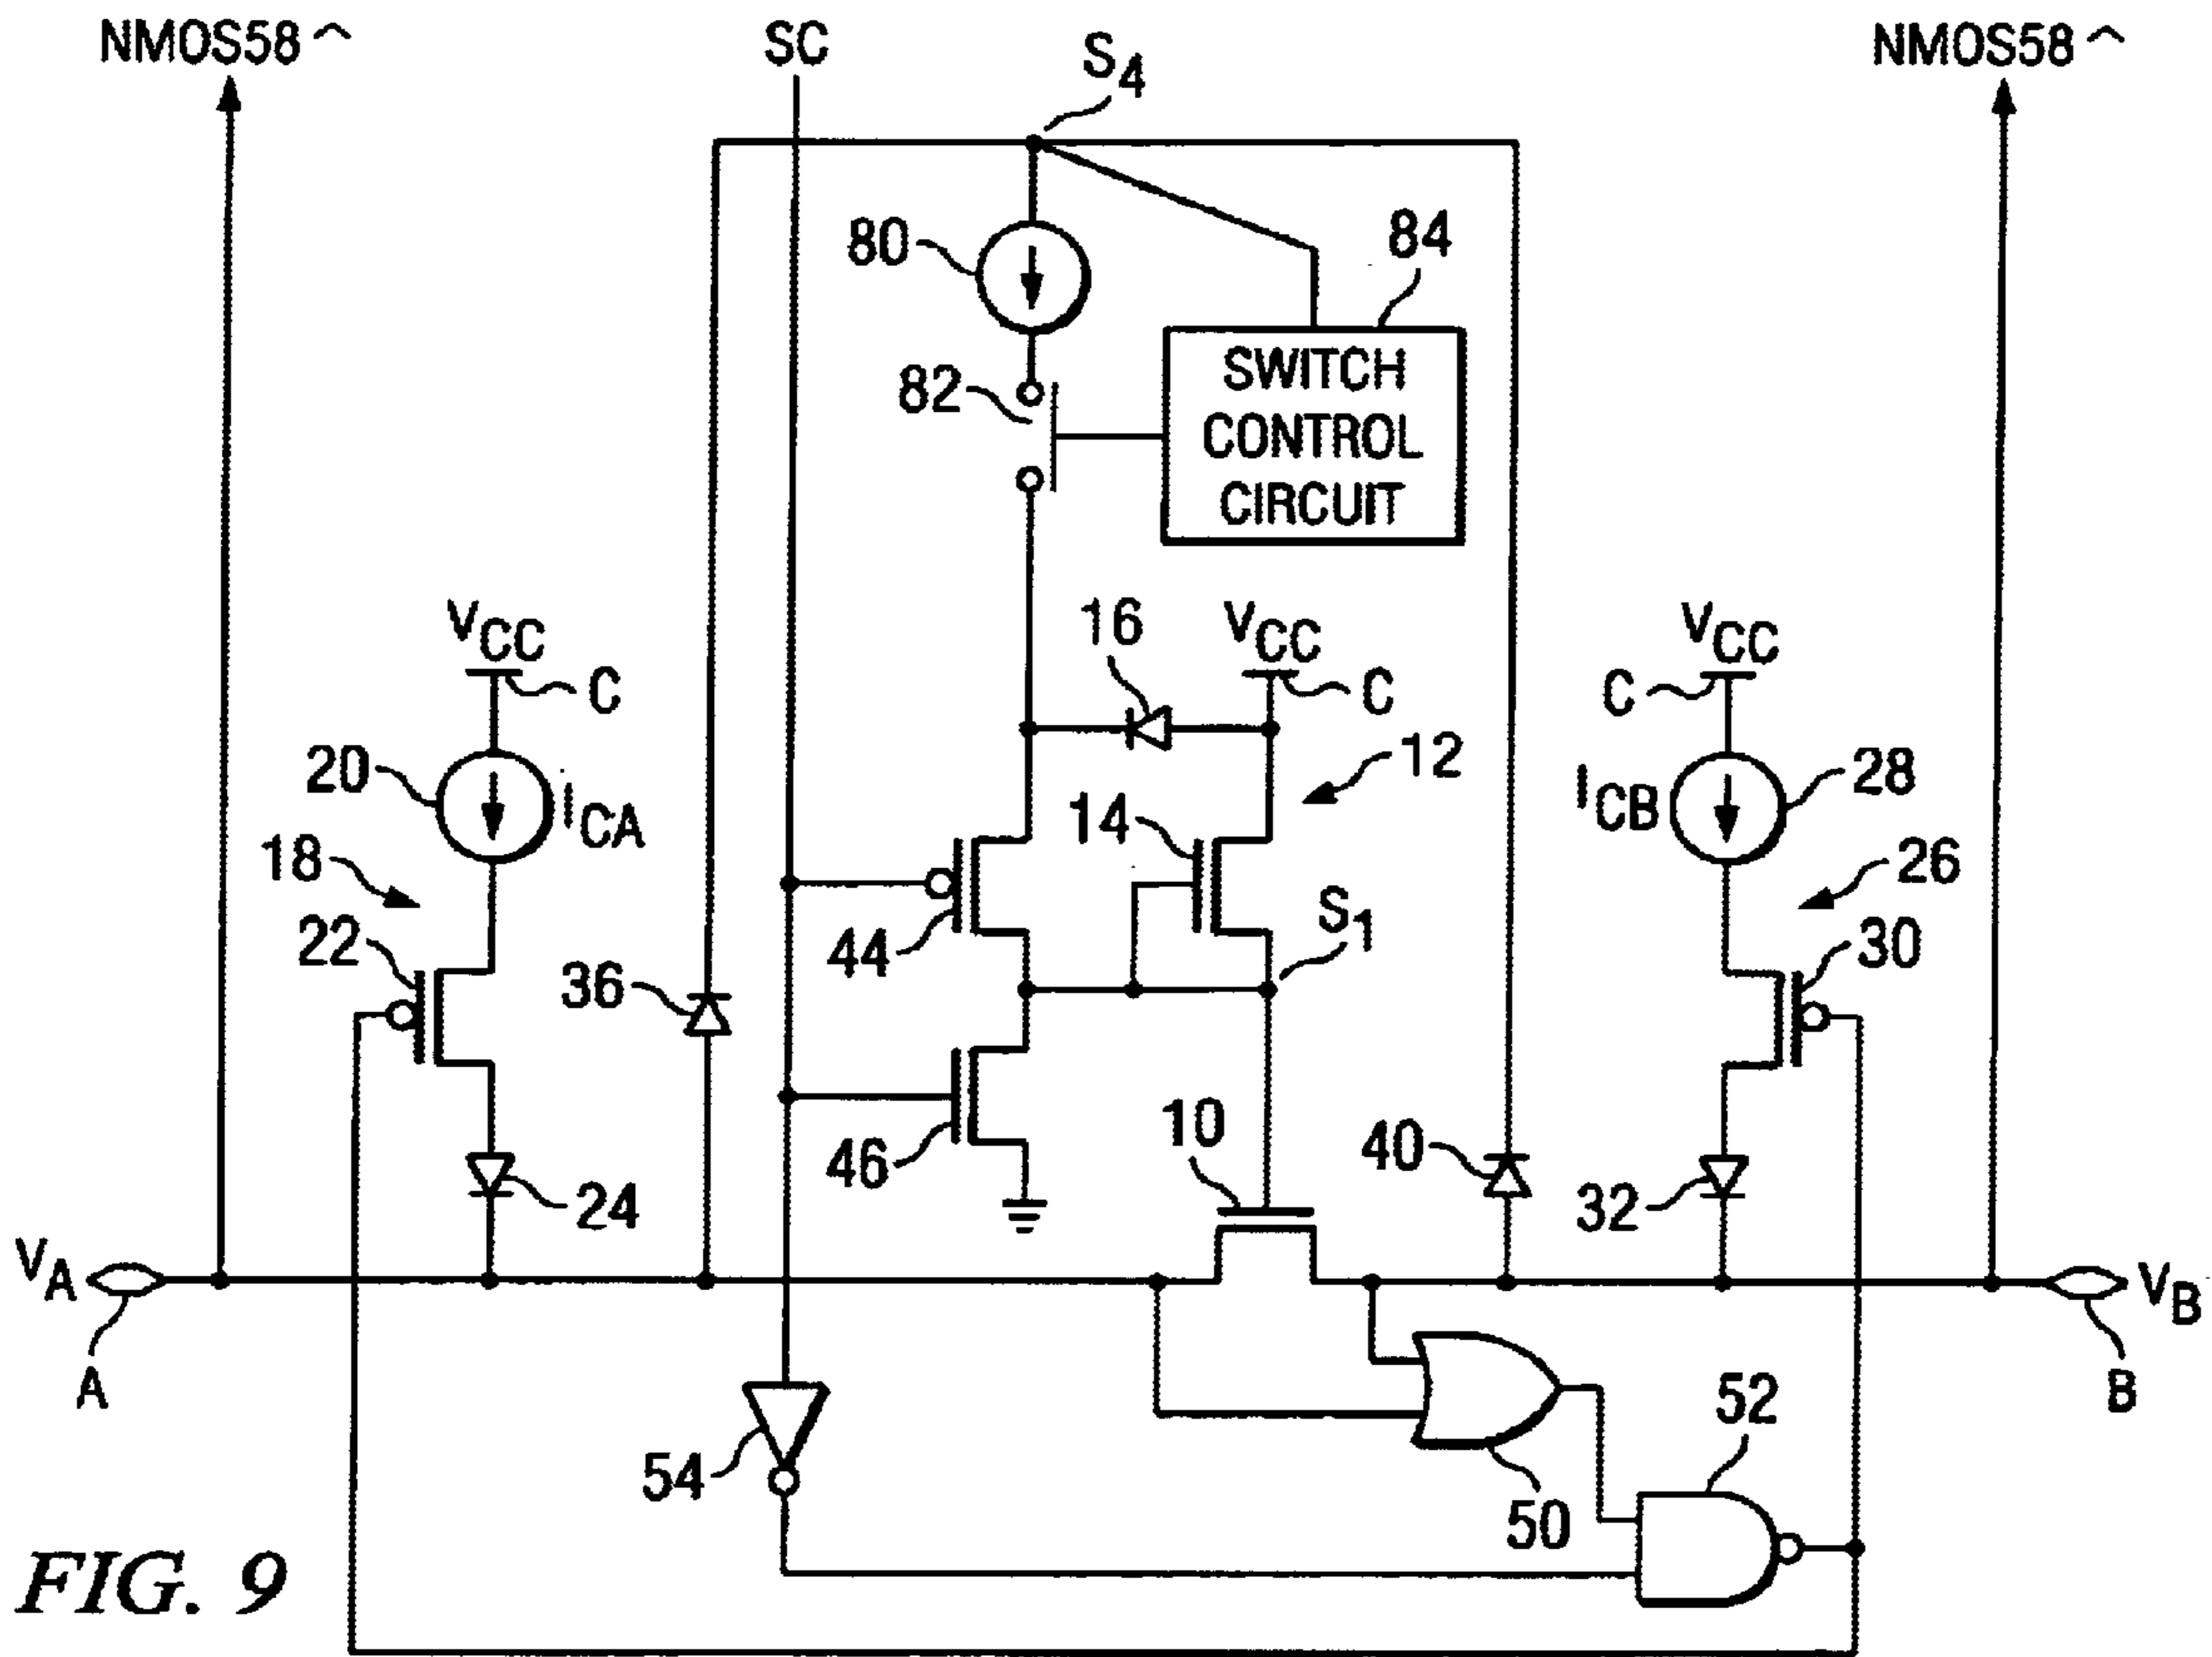 NMOS58 ^
SC
S4
NMOS58 ^
80
84
82
SWITCH
CONTROL
CIRCUIT
VCC
C
16
VCC
C
VCC
C
12
20
ICA
14
ICB
28
18
26
22
44
S1
30
36
10
40
46
24
32
VA
VB
A
B
54
52
50
FIG. 9